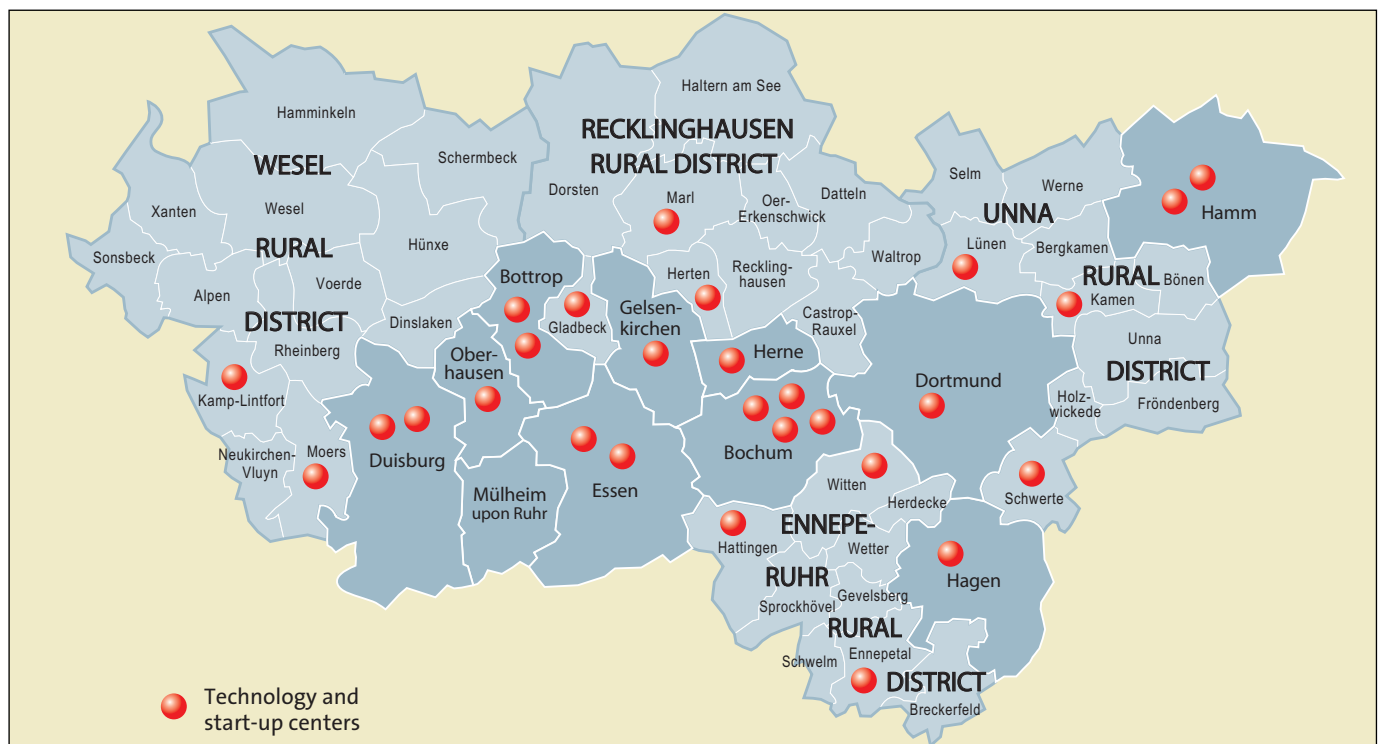 Haltern am See
Hamminkeln
RECKLINGHAUSEN
RURAL DISTRICT
WESEL
Schermbeck
Dorsten
Marl
Oer-
Erkenschwick
Datteln
Selm
Werne
Hamm
Xanten
Wesel
UNNA
Sonsbeck
RURAL
Hünxe
Waltrop
Lünen
Bergkamen
Bottrop
Herten
Reckling-
hausen
RURAL
Bönen
Alpen
Voerde
Kamen
DISTRICT
Dinslaken
Gladbeck
Gelsen-
kirchen
Castrop-
Rauxel
Unna
Rheinberg
Ober-
hausen
Herne
DISTRICT
Kamp-Lintfort
Dortmund
Holz-
wickede
Fröndenberg
Neukirchen-
Vluyn
Moers
Duisburg
Bochum
Essen
Mülheim
upon Ruhr
Witten
Herdecke
Schwerte
ENNEPE-
Hattingen
Wetter
RUHR
Hagen
Gevelsberg
Sprockhövel
RURAL
Ennepetal
Schwelm
DISTRICT
Breckerfeld
Technology and
start-up centers